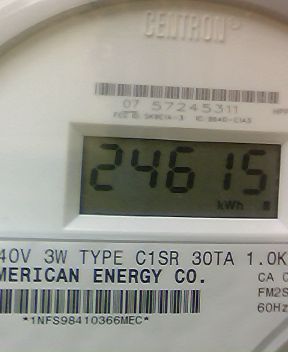 CENTRON®
07 57245311
24615
kWh
40V 3W TYPE C1SR 30TA 1.0K
MERICAN ENERGY CO.
CA
FM2S
60Hz
*1NFS98410366MEC*